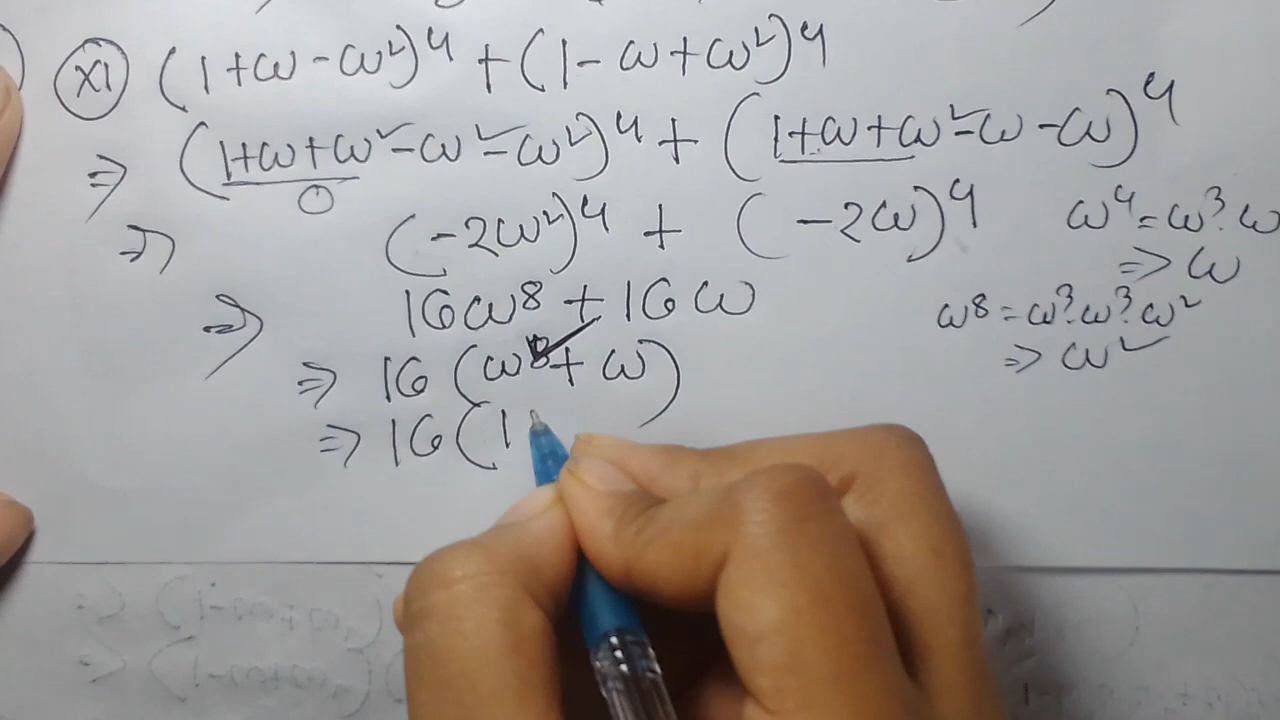 XI (1+ω-ω²)⁴+(1-ω+ω²)⁴
⇒ (1+ω+ω²-ω²-ω²)⁴+(1+ω+ω²-ω-ω)⁴
0
⇒ (-2ω²)⁴+(-2ω)⁴
ω⁴=ω³.ω
⇒ ω
⇒ 16ω⁸+16ω
ω⁸=ω³.ω³.ω²
⇒ ω²
⇒ 16(ω⁸+ω)
⇒ 16(1